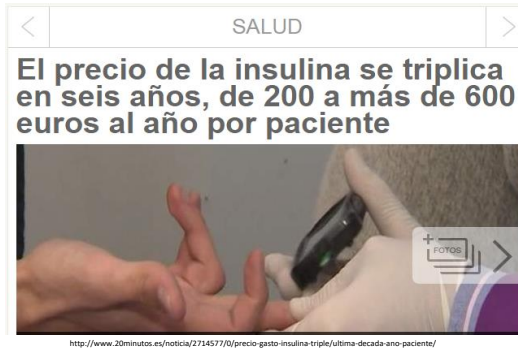 SALUD
El precio de la insulina se triplica
en seis años, de 200 a más de 600
euros al año por paciente
+
FOTOS
http://www.20minutos.es/noticia/2714577/0/precio-gasto-insulina-triple/ultima-decada-ano-paciente/